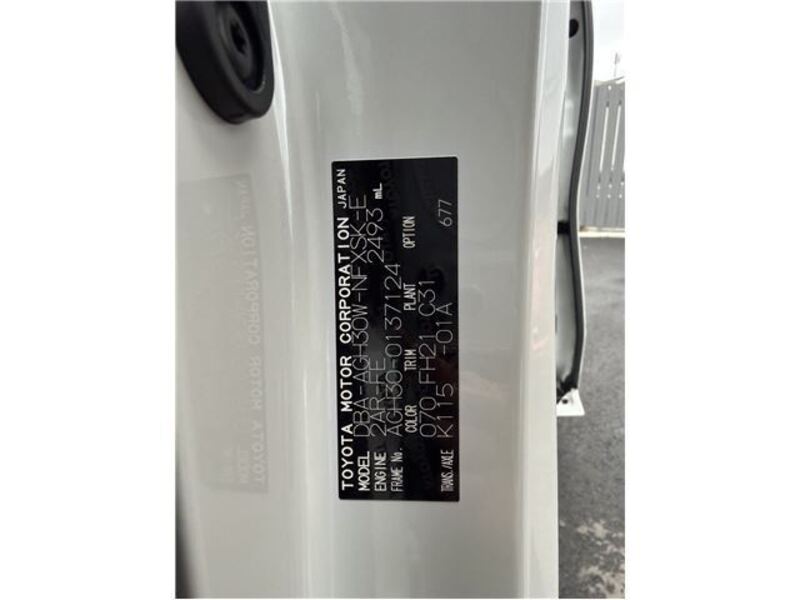 TOYOTA MOTOR CORPORATION JAPAN
MODEL DBA-AGH30W-NFXSK-E
ENGINE 2AR-FE 2493 mL
FRAME No. AGH30-0137124
COLOR TRIM PLANT OPTION
070 FH21 C31
TRANS./AXLE K115 -01A 677